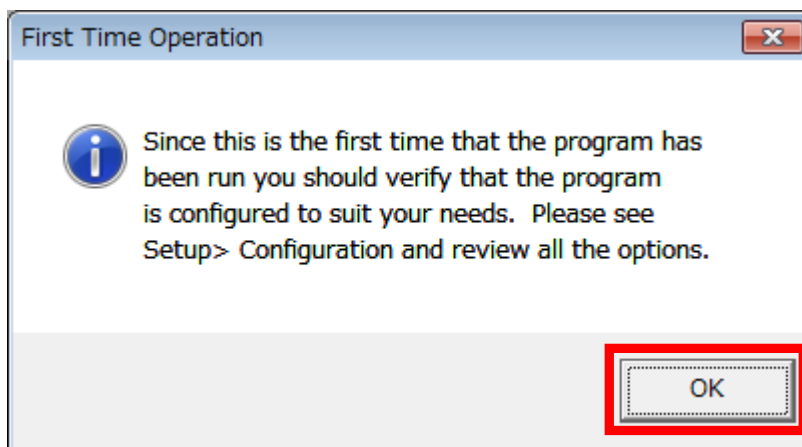 First Time Operation
Since this is the first time that the program has
been run you should verify that the program
is configured to suit your needs.  Please see
Setup> Configuration and review all the options.
OK